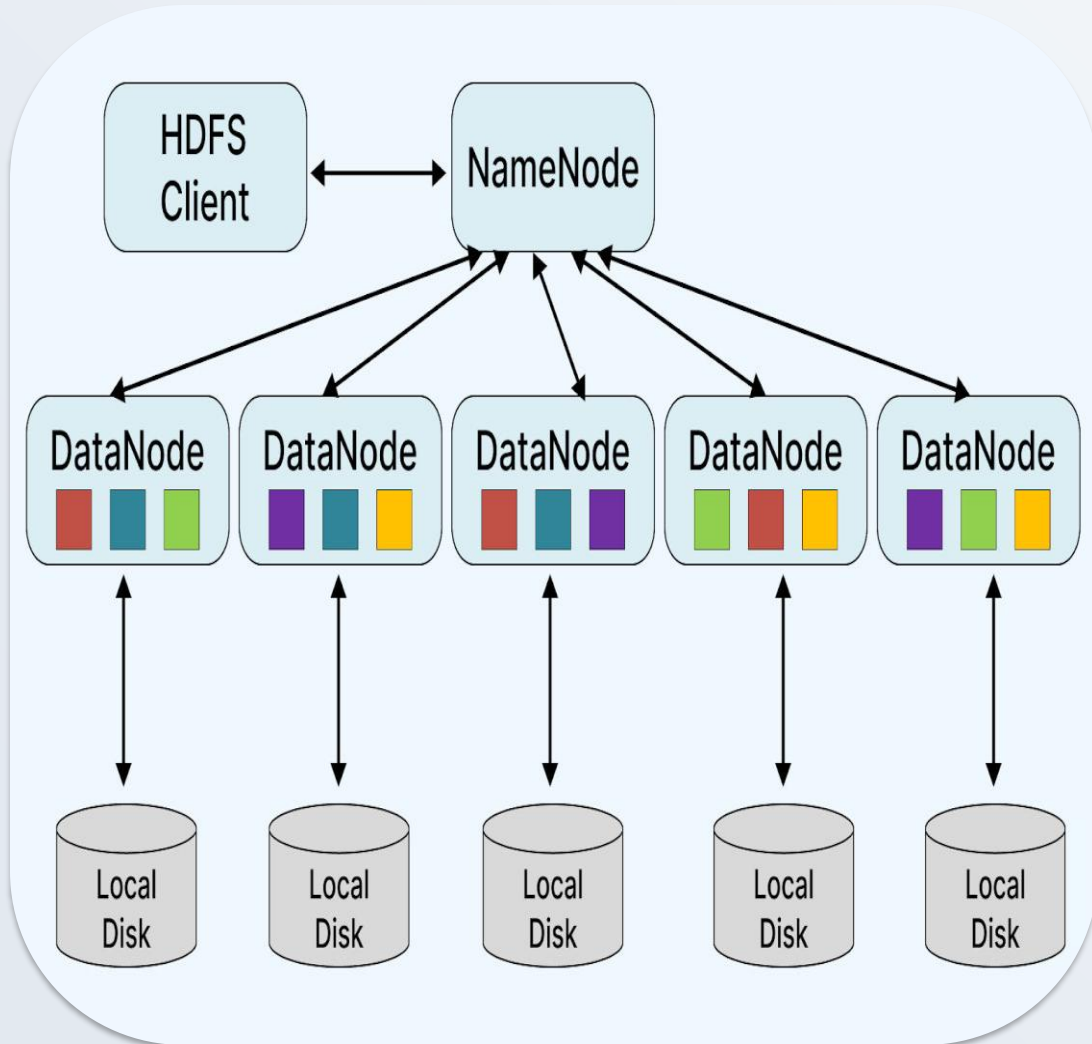 HDFS
Client
NameNode
DataNode
DataNode
DataNode
DataNode
DataNode
Local
Disk
Local
Disk
Local
Disk
Local
Disk
Local
Disk